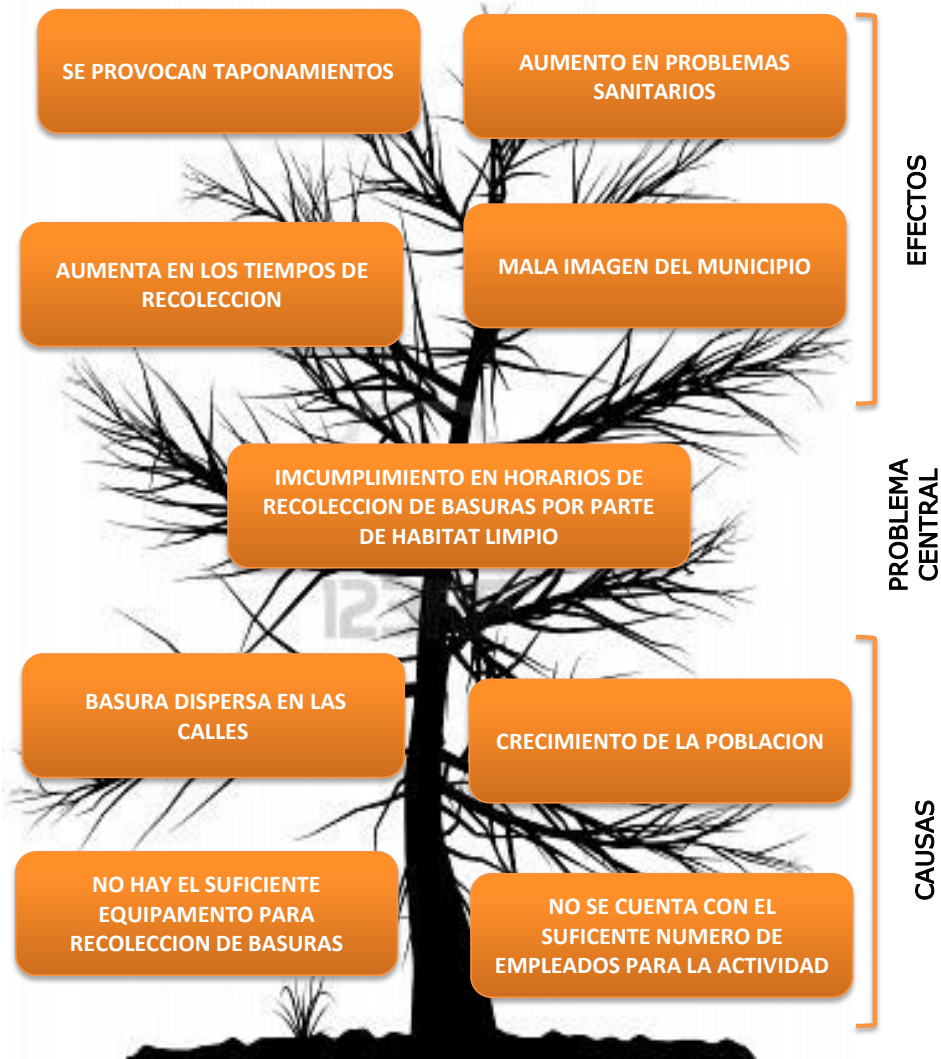 SE PROVOCAN TAPONAMIENTOS
AUMENTO EN PROBLEMAS
SANITARIOS
AUMENTA EN LOS TIEMPOS DE
RECOLECCION
MALA IMAGEN DEL MUNICIPIO
EFECTOS
IMCUMPLIMIENTO EN HORARIOS DE
RECOLECCION DE BASURAS POR PARTE
DE HABITAT LIMPIO
PROBLEMA
CENTRAL
BASURA DISPERSA EN LAS
CALLES
CRECIMIENTO DE LA POBLACION
NO HAY EL SUFICIENTE
EQUIPAMENTO PARA
RECOLECCION DE BASURAS
NO SE CUENTA CON EL
SUFICENTE NUMERO DE
EMPLEADOS PARA LA ACTIVIDAD
CAUSAS